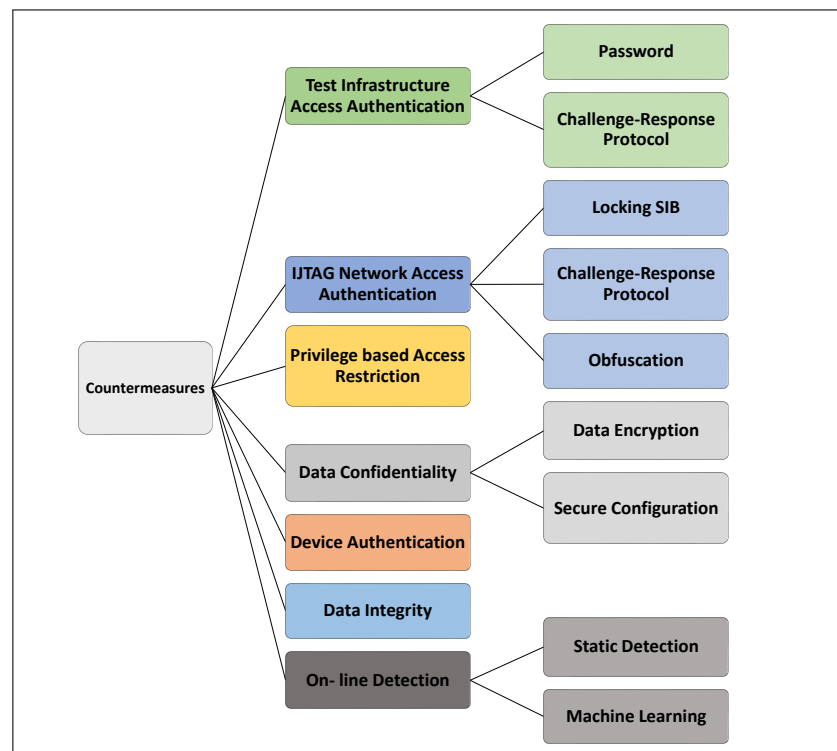 Password
Test Infrastructure
Access Authentication
Challenge-Response
Protocol
Locking SIB
IJTAG Network Access
Authentication
Challenge-Response
Protocol
Privilege based Access
Restriction
Obfuscation
Countermeasures
Data Encryption
Data Confidentiality
Secure Configuration
Device Authentication
Data Integrity
Static Detection
On- line Detection
Machine Learning